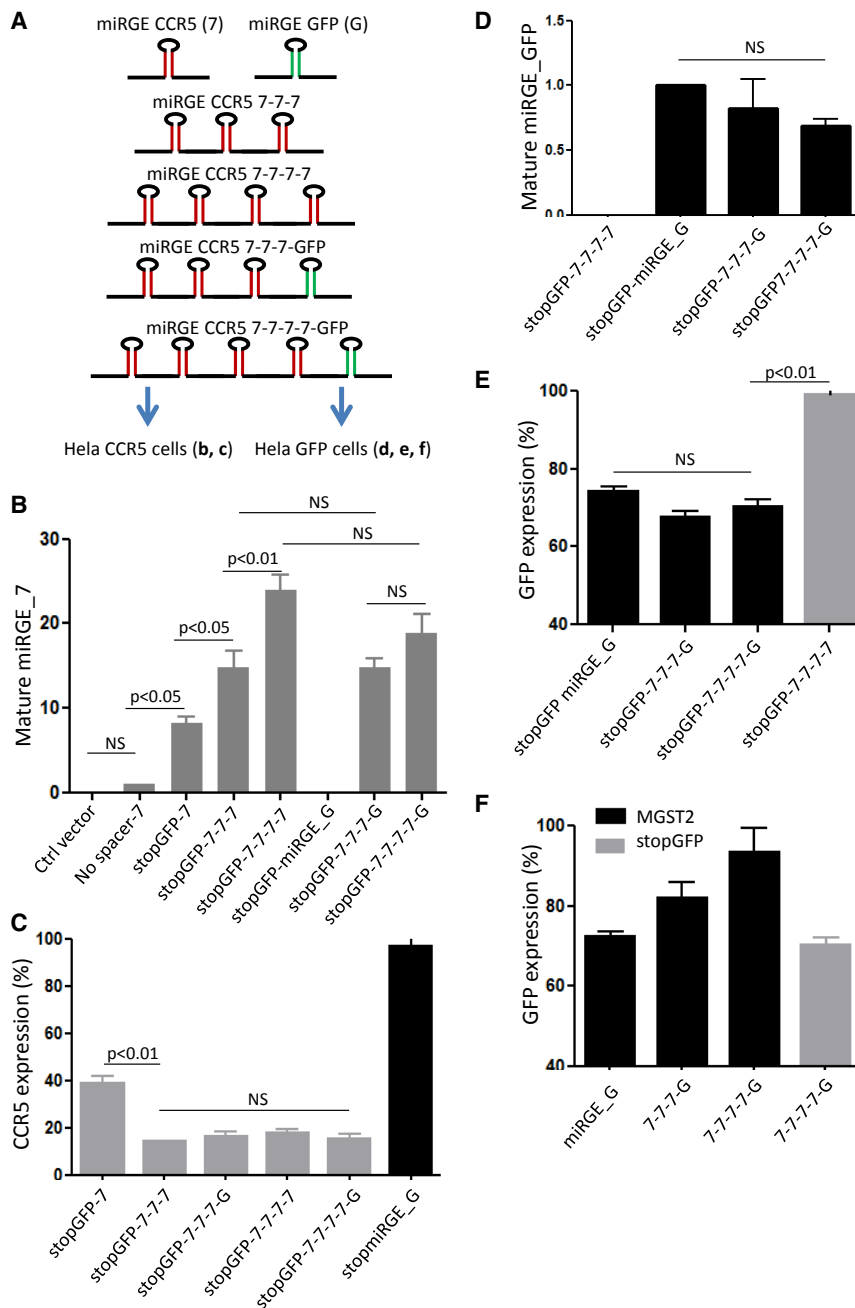 A
miRGE CCR5 (7)
miRGE GFP (G)
miRGE CCR5 7-7-7
miRGE CCR5 7-7-7-7
miRGE CCR5 7-7-7-GFP
miRGE CCR5 7-7-7-7-GFP
Hela CCR5 cells (b, c)
Hela GFP cells (d, e, f)
B
Mature miRGE_7
30
20
10
0
NS
p<0.05
p<0.05
p<0.01
NS
NS
NS
Ctrl vector
No spacer-7
stopGFP-7
stopGFP-7-7-7
stopGFP-7-7-7-7
stopGFP-miRGE_G
stopGFP-7-7-7-G
stopGFP-7-7-7-7-G
C
CCR5 expression (%)
100
80
60
40
20
0
p<0.01
NS
stopGFP-7
stopGFP-7-7-7
stopGFP-7-7-7-G
stopGFP-7-7-7-7
stopGFP-7-7-7-7-G
stopmiRGE_G
D
Mature miRGE_GFP
1.5
1.0
0.5
0.0
NS
stopGFP-7-7-7-7
stopGFP-miRGE_G
stopGFP-7-7-7-G
stopGFP7-7-7-7-G
E
GFP expression (%)
100
80
60
40
NS
p<0.01
stopGFP miRGE_G
stopGFP-7-7-7-G
stopGFP-7-7-7-7-G
stopGFP-7-7-7-7
F
GFP expression (%)
100
80
60
40
MGST2
stopGFP
miRGE_G
7-7-7-G
7-7-7-7-G
7-7-7-7-G